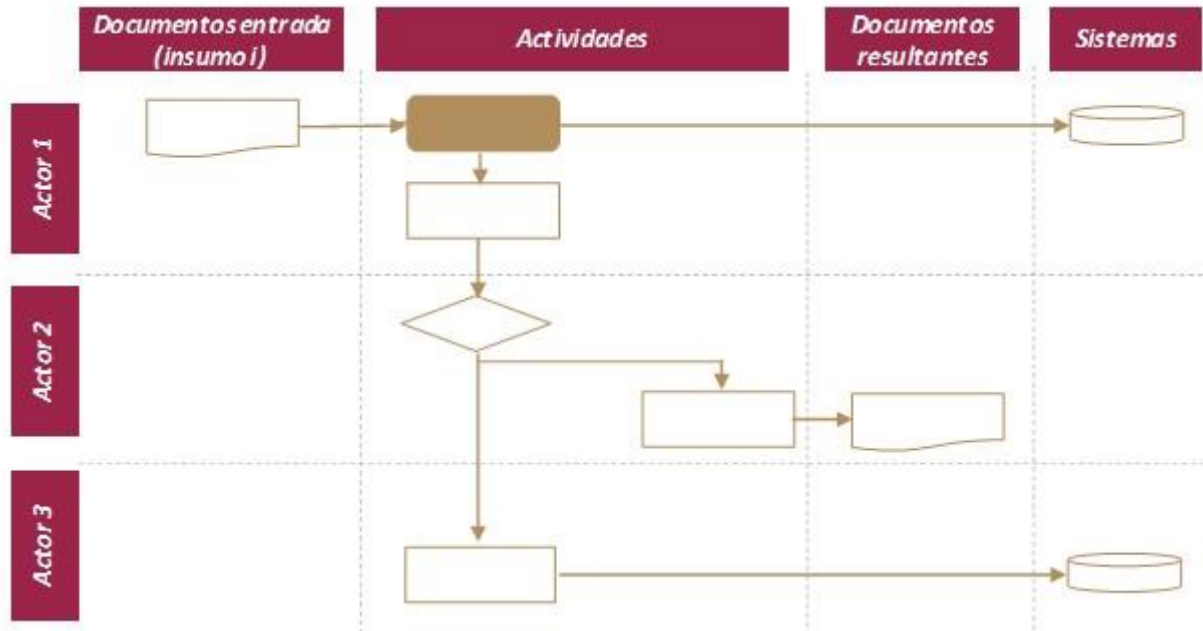 Documentos entrada
(insumo i)
Actividades
Documentos
resultantes
Sistemas
Actor 1
Actor 2
Actor 3